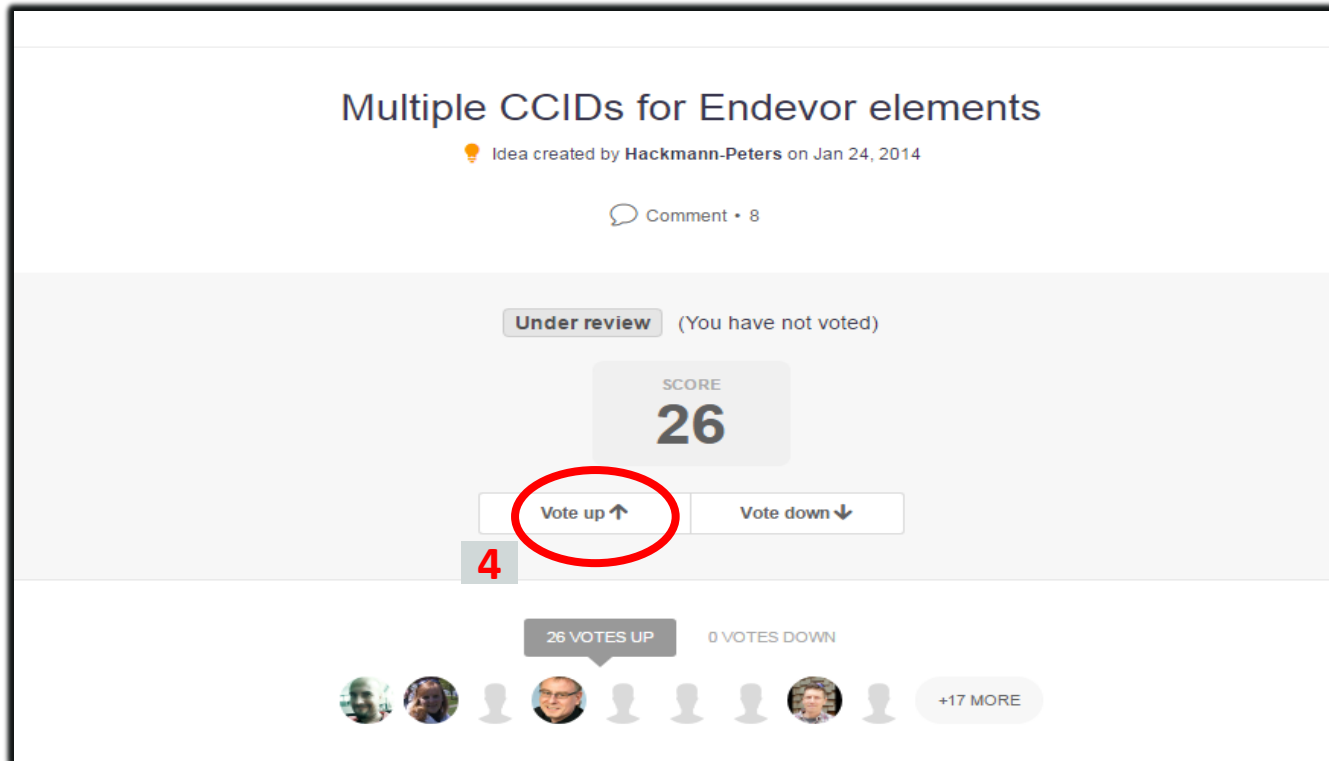 Multiple CCIDs for Endevor elements
Idea created by Hackmann-Peters on Jan 24, 2014
Comment • 8
Under review (You have not voted)
SCORE
26
Vote up ↑ Vote down ↓
4
26 VOTES UP 0 VOTES DOWN
+17 MORE